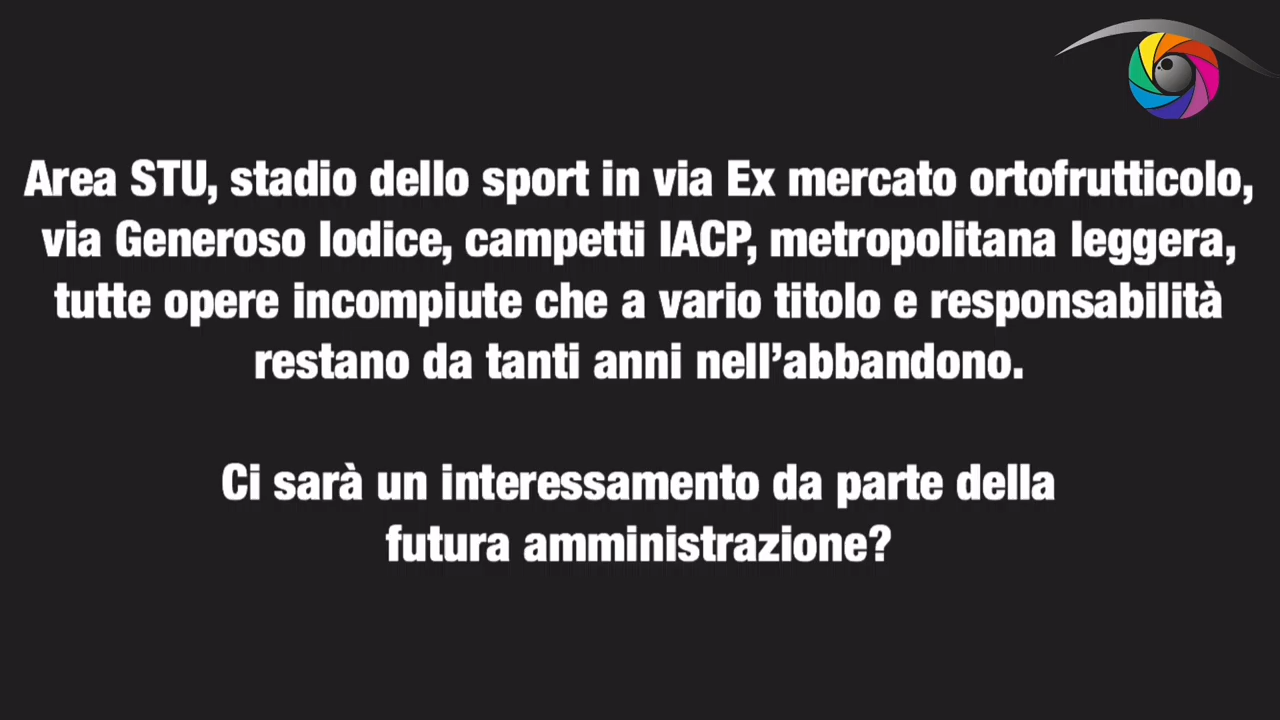 Area STU, stadio dello sport in via Ex mercato ortofrutticolo,
via Generoso Iodice, campetti IACP, metropolitana leggera,
tutte opere incompiute che a vario titolo e responsabilità
restano da tanti anni nell’abbandono.
Ci sarà un interessamento da parte della
futura amministrazione?